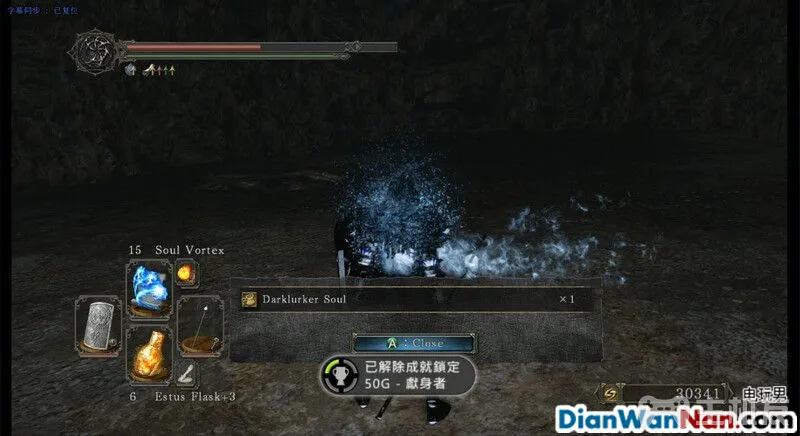 字幕同步 : 已复位
15 Soul Vortex
Darklurker Soul ×1
A : Close
已解除成就鎖定
50G - 獻身者
6 Estus Flask+3
30341
电玩男
DianWanNan.com